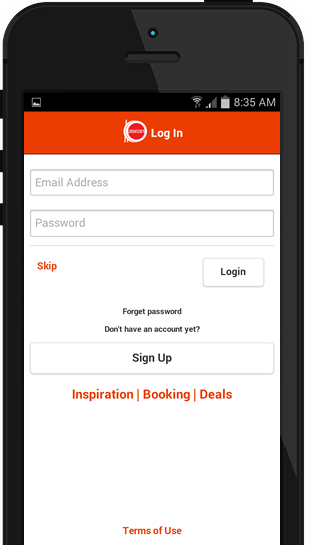 8:35 AM
asean Log In
Email Address
Password
Skip
Login
Forget password
Don't have an account yet?
Sign Up
Inspiration | Booking | Deals
Terms of Use